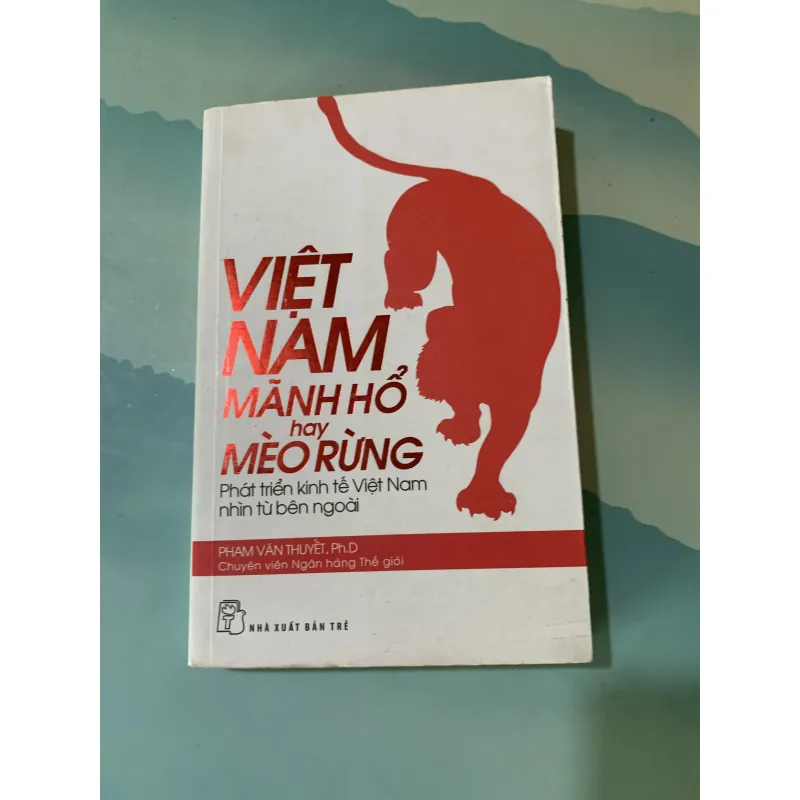 VIỆT
NAM
MÃNH HỔ
hay
MÈO RỪNG
Phát triển kinh tế Việt Nam
nhìn từ bên ngoài
PHẠM VĂN THUYẾT, Ph.D
Chuyên viên Ngân hàng Thế giới
T
NHÀ XUẤT BẢN TRẺ